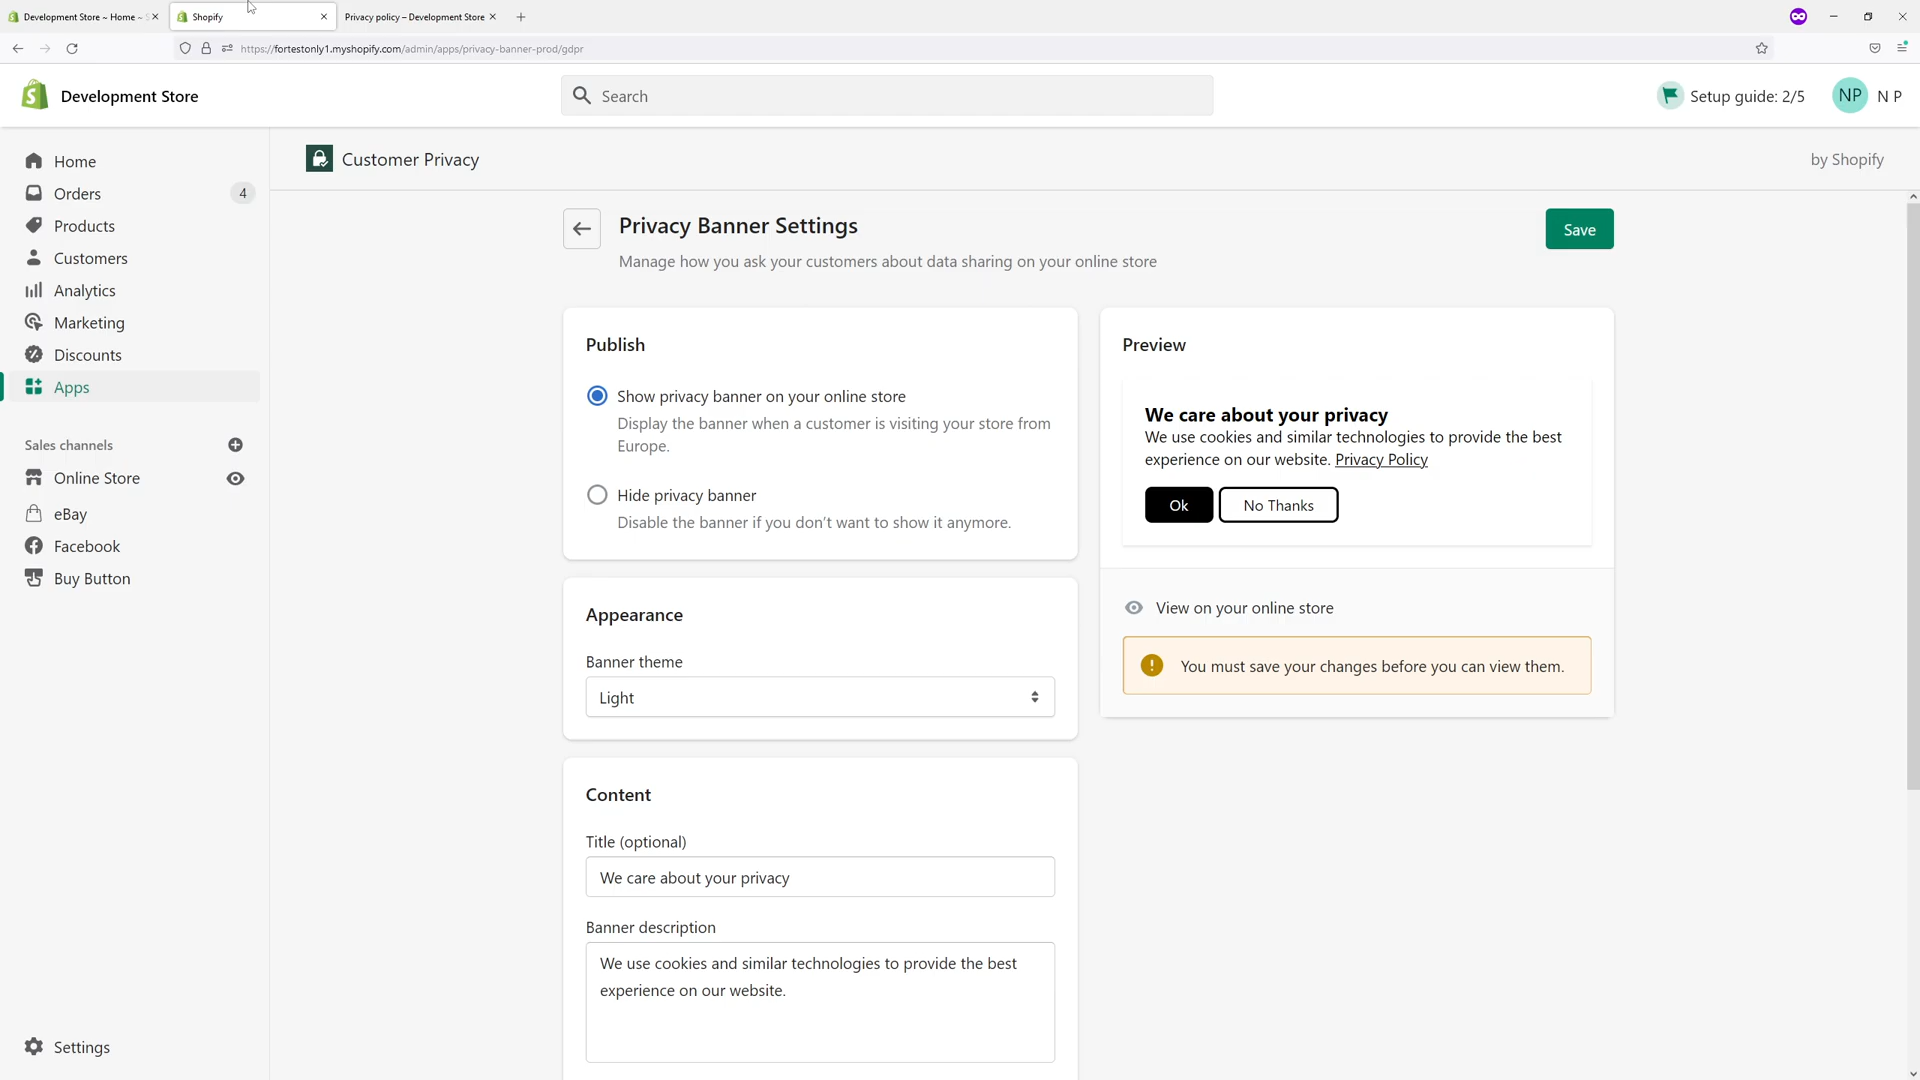 Development Store ~ Home ~ S
Shopify
Privacy policy – Development Store
https://fortestonly1.myshopify.com/admin/apps/privacy-banner-prod/gdpr
Development Store
Search
Setup guide: 2/5
NP
N P
Home
Orders
4
Products
Customers
Analytics
Marketing
Discounts
Apps
Sales channels
Online Store
eBay
Facebook
Buy Button
Settings
Customer Privacy
by Shopify
Privacy Banner Settings
Manage how you ask your customers about data sharing on your online store
Save
Publish
Show privacy banner on your online store
Display the banner when a customer is visiting your store from
Europe.
Hide privacy banner
Disable the banner if you don't want to show it anymore.
Appearance
Banner theme
Light
Content
Title (optional)
We care about your privacy
Banner description
We use cookies and similar technologies to provide the best
experience on our website.
Preview
We care about your privacy
We use cookies and similar technologies to provide the best
experience on our website. Privacy Policy
Ok
No Thanks
View on your online store
You must save your changes before you can view them.